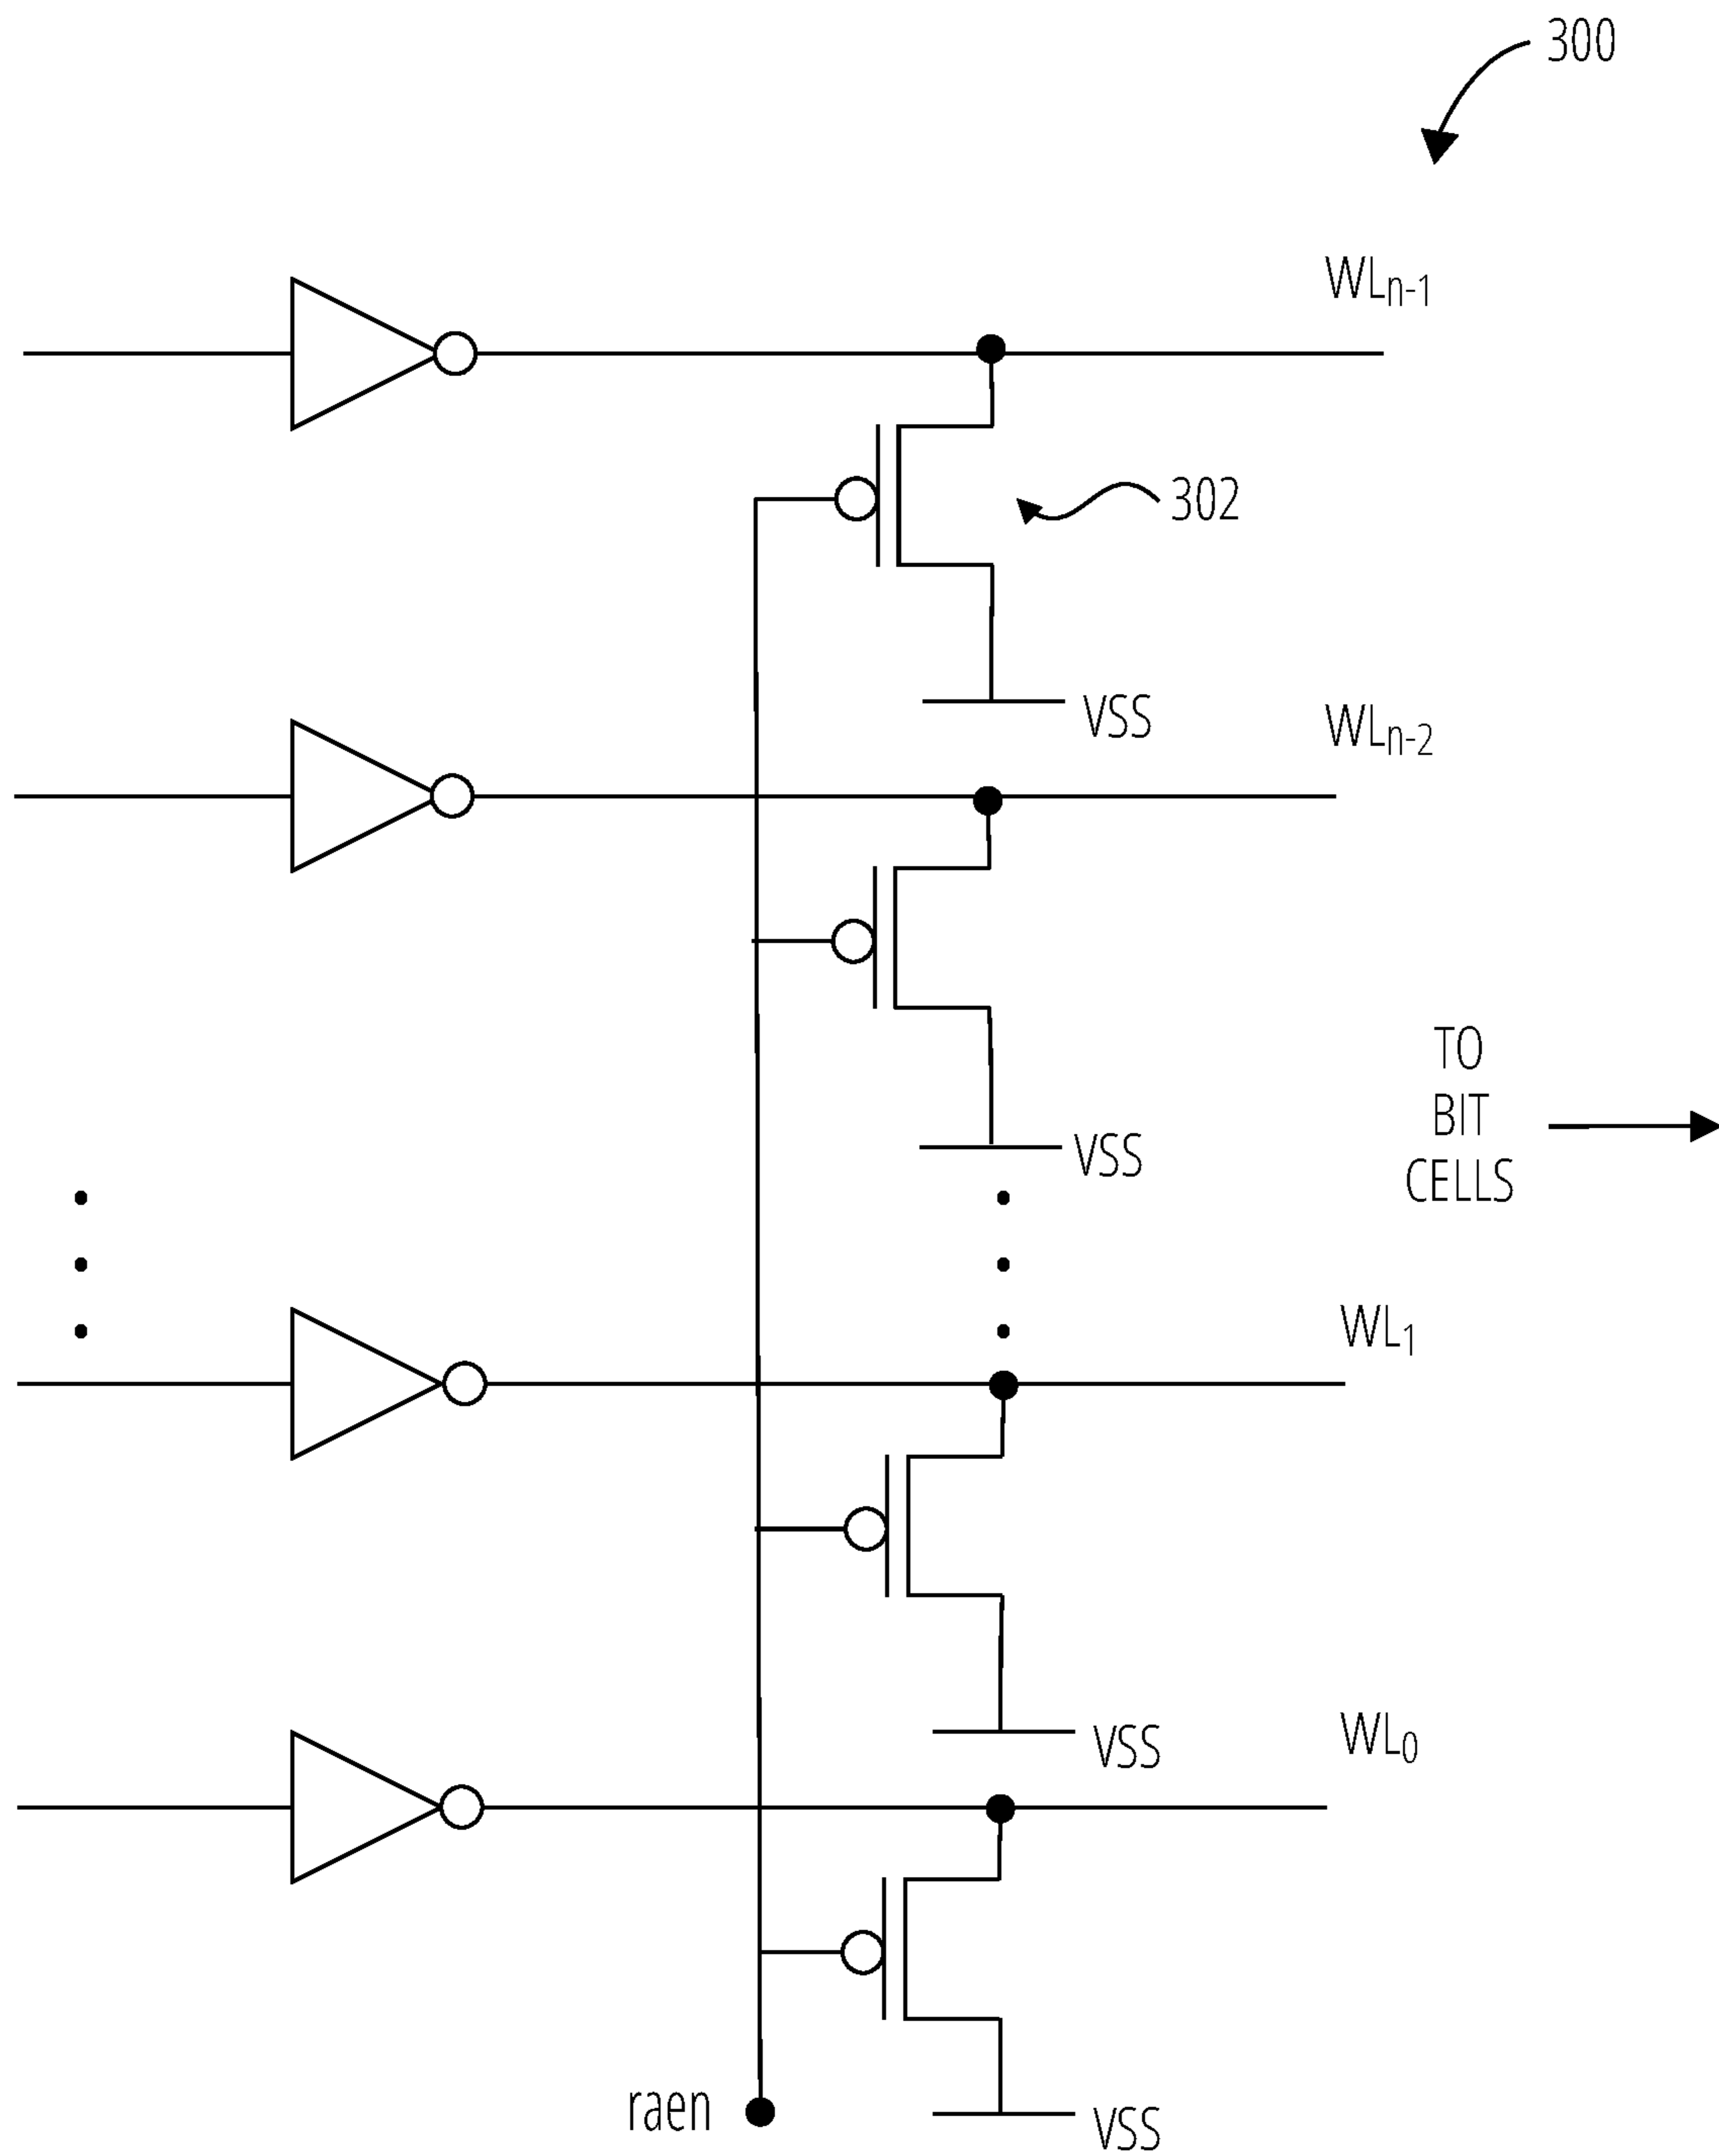 300
WLn-1
302
VSS
WLn-2
TO
BIT
CELLS
VSS
WL1
VSS
WL0
raen
VSS